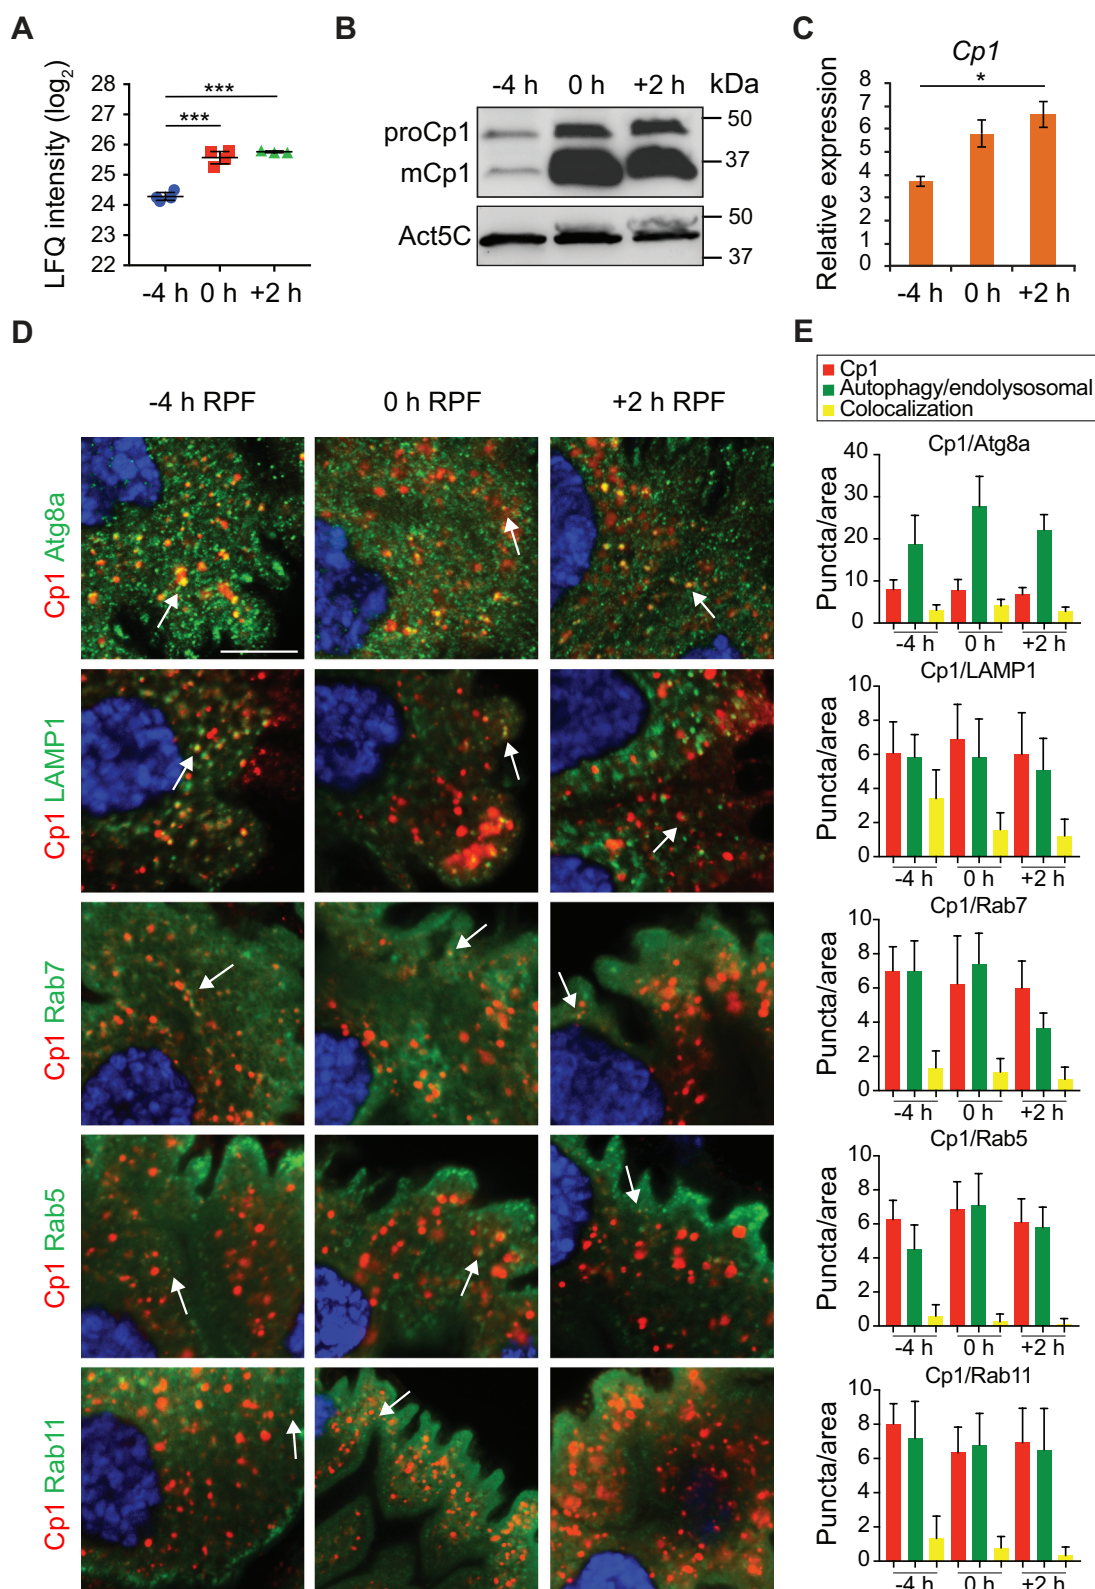 A
LFQ intensity (log2)
28
27
26
25
24
23
22
***
***
-4 h 0 h +2 h
B
-4 h 0 h +2 h kDa
proCp1
mCp1
50
37
Act5C
50
37
C
Cp1
Relative expression
*
8
7
6
5
4
3
2
1
0
-4 h 0 h +2 h
D
-4 h RPF 0 h RPF +2 h RPF
Cp1 Atg8a
Cp1 LAMP1
Cp1 Rab7
Cp1 Rab5
Cp1 Rab11
E
Cp1
Autophagy/endolysosomal
Colocalization
Cp1/Atg8a
Puncta/area
40
30
20
10
0
-4 h 0 h +2 h
Cp1/LAMP1
Puncta/area
10
8
6
4
2
0
-4 h 0 h +2 h
Cp1/Rab7
Puncta/area
10
8
6
4
2
0
-4 h 0 h +2 h
Cp1/Rab5
Puncta/area
10
8
6
4
2
0
-4 h 0 h +2 h
Cp1/Rab11
Puncta/area
10
8
6
4
2
0
-4 h 0 h +2 h